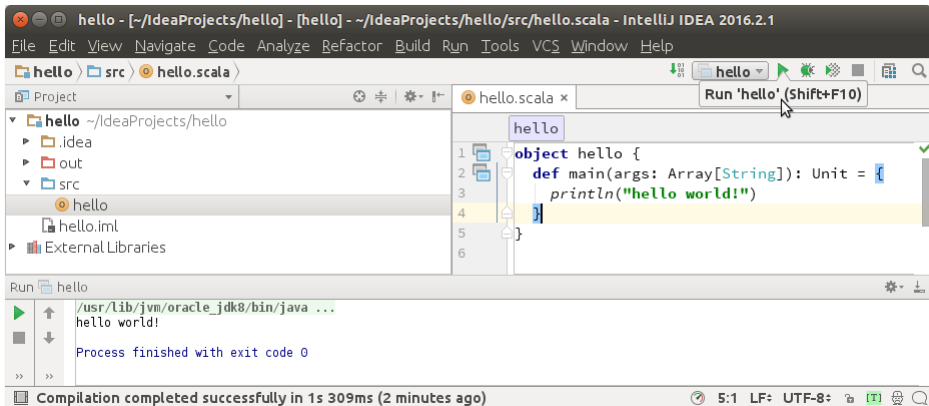 hello - [~/IdeaProjects/hello] - [hello] - ~/IdeaProjects/hello/src/hello.scala - IntelliJ IDEA 2016.2.1
File Edit View Navigate Code Analyze Refactor Build Run Tools VCS Window Help
hello src hello.scala hello
Run 'hello' (Shift+F10)
Project hello.scala ×
hello ~/IdeaProjects/hello
.idea
out
src
hello
hello.iml
External Libraries
hello
1 object hello {
2 def main(args: Array[String]): Unit = {
3 println("hello world!")
4 }
5 }
6
Run hello
/usr/lib/jvm/oracle_jdk8/bin/java ...
hello world!
Process finished with exit code 0
Compilation completed successfully in 1s 309ms (2 minutes ago) 5:1 LF÷ UTF-8÷ [T]